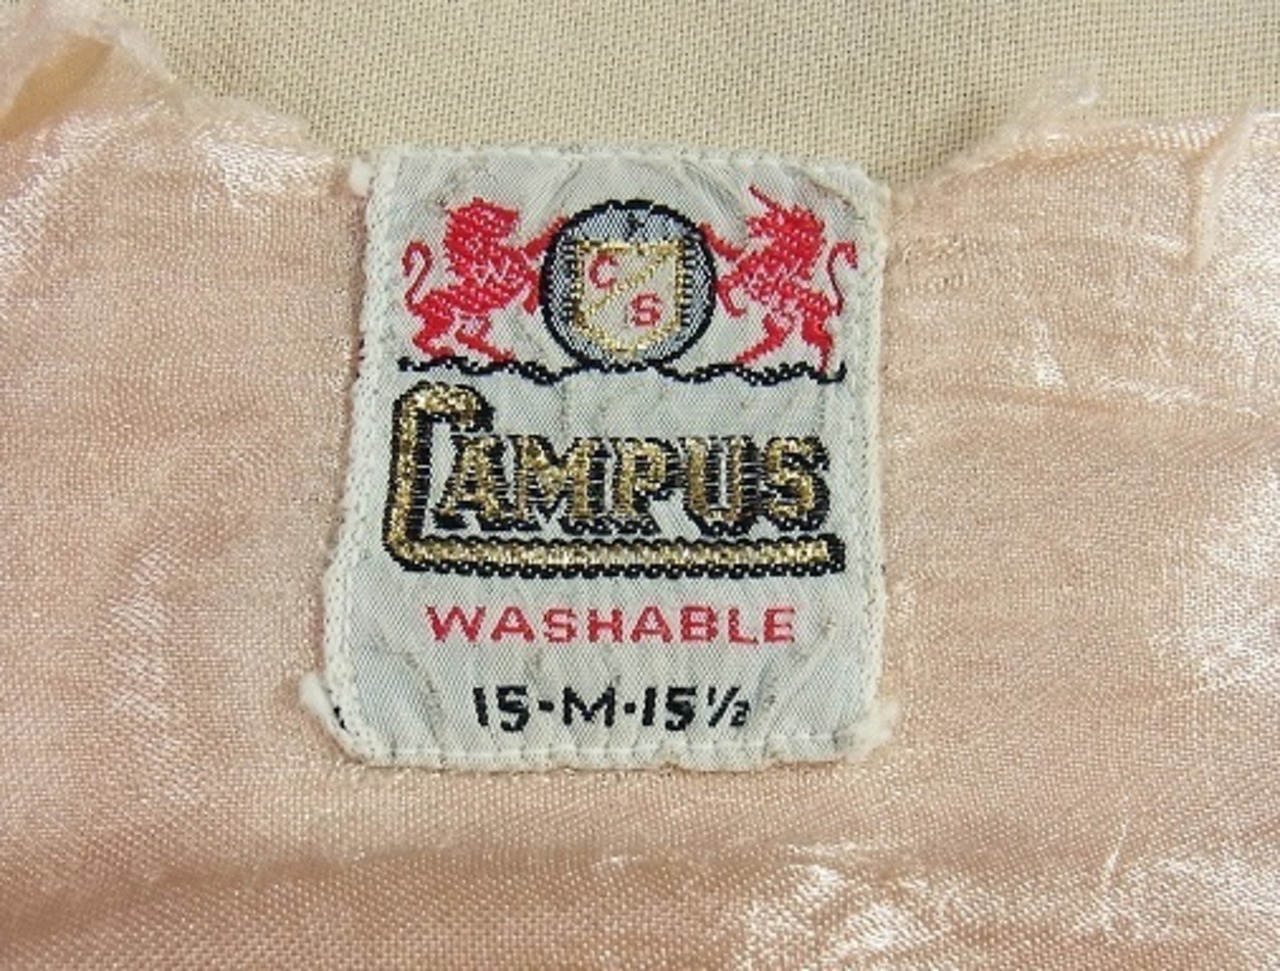 C
S
CAMPUS
WASHABLE
15-M-15½